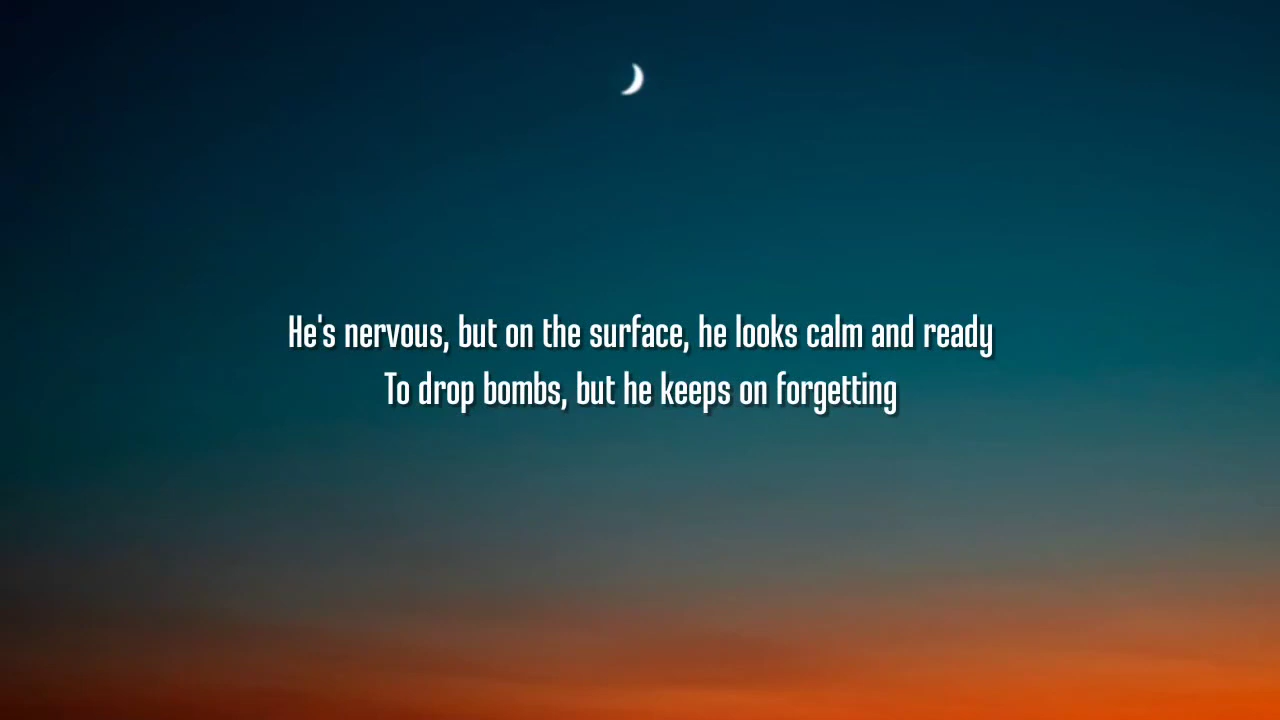 He's nervous, but on the surface, he looks calm and ready
To drop bombs, but he keeps on forgetting